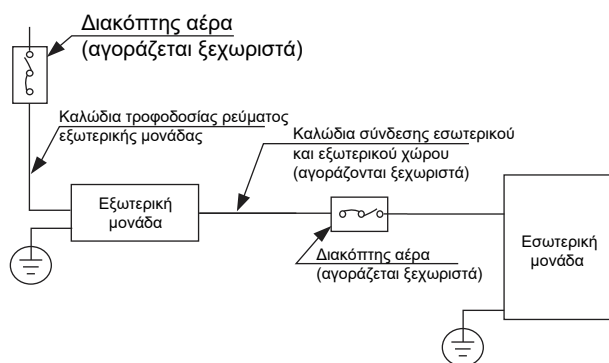 Διακόπτης αέρα
(αγοράζεται ξεχωριστά)
Καλώδια τροφοδοσίας ρεύματος
εξωτερικής μονάδας
Καλώδια σύνδεσης εσωτερικού
και εξωτερικού χώρου
(αγοράζονται ξεχωριστά)
Εξωτερική
μονάδα
Διακόπτης αέρα
(αγοράζεται ξεχωριστά)
Εσωτερική
μονάδα